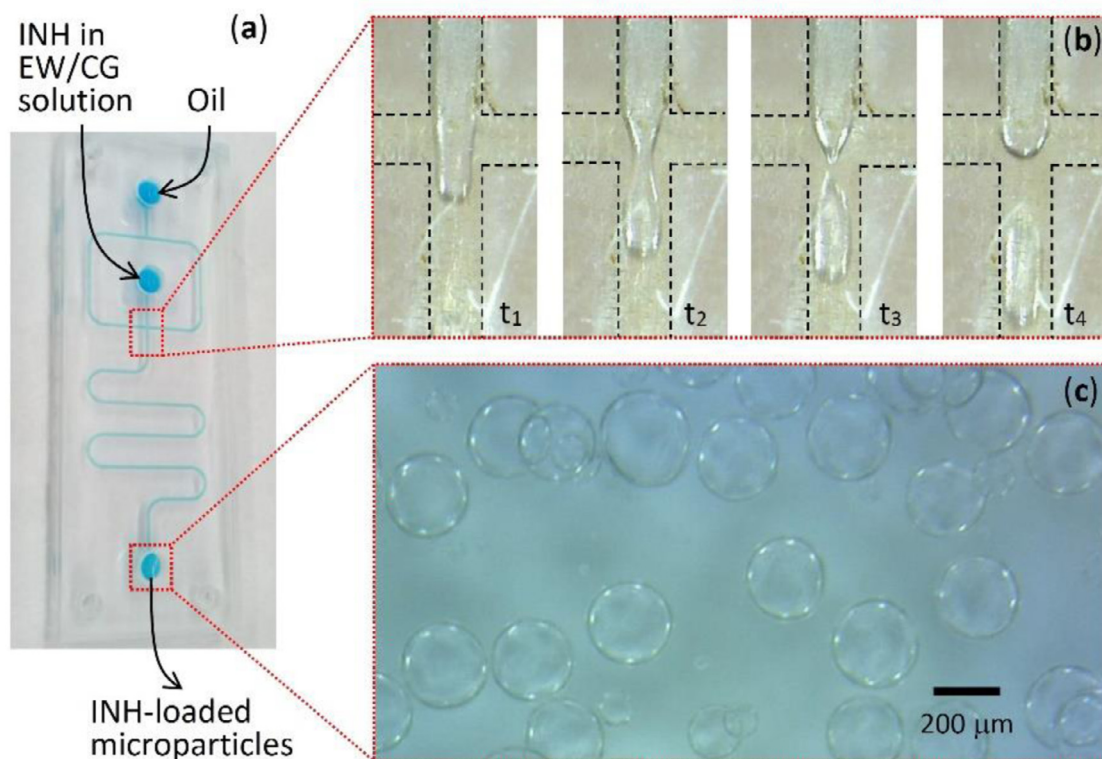 INH in
EW/CG
solution
Oil
(a)
INH-loaded
microparticles
(b)
t₁
t₂
t₃
t₄
(c)
200 μm